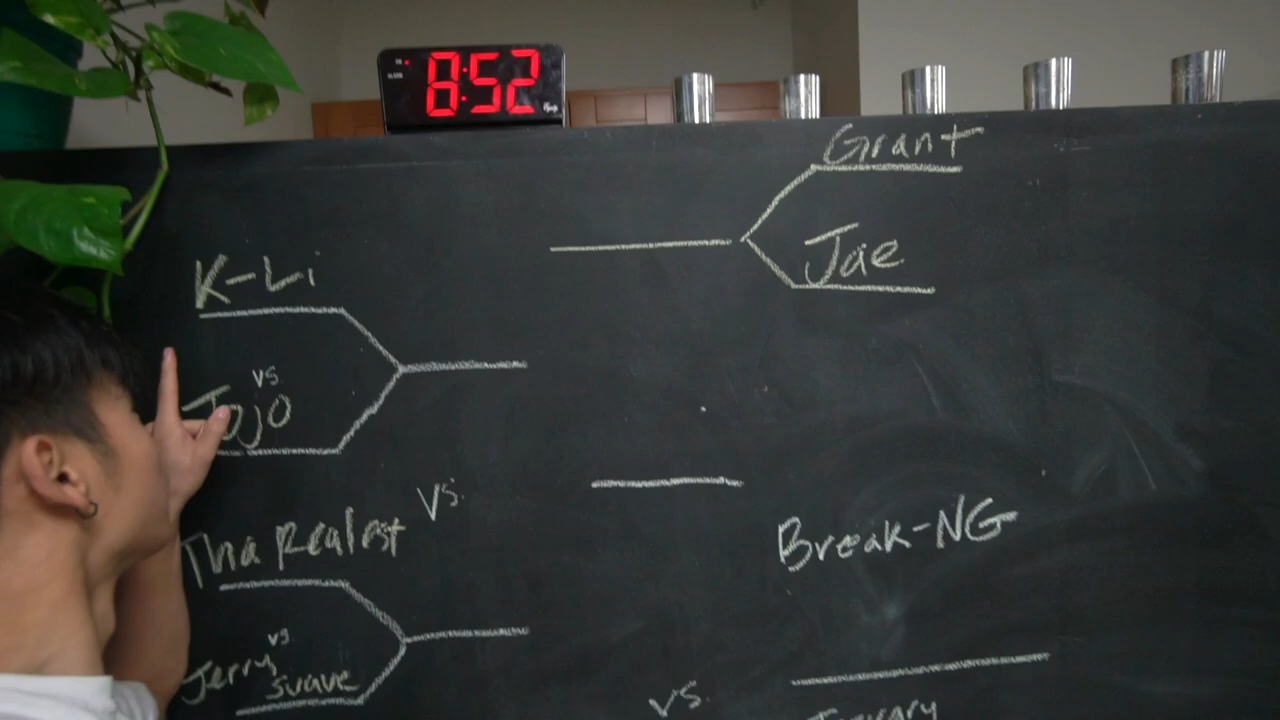 8:52
Grant
Jae
K-Li
vs.
Jojo
vs.
Tha Realest
vs
Jerry
suave
Break-NG
vs.